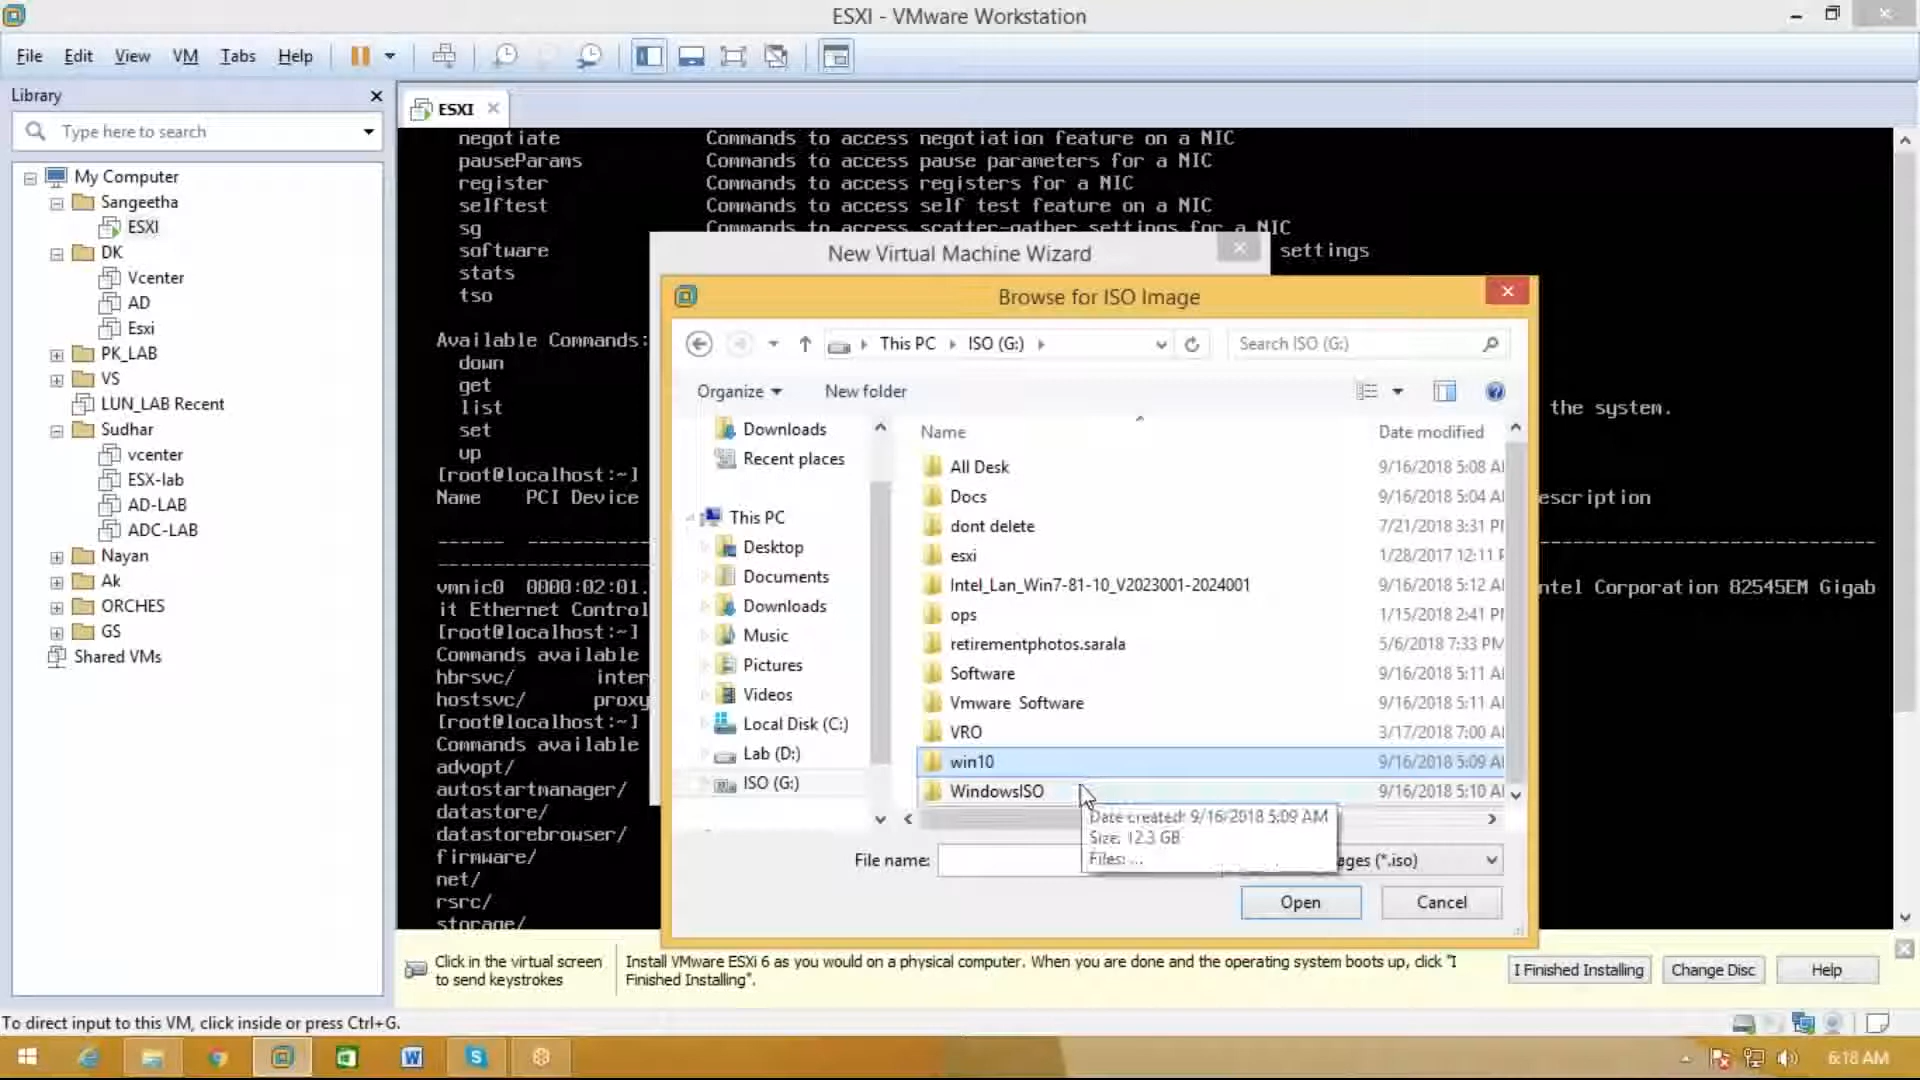 ESXI - VMware Workstation
File Edit View VM Tabs Help
Library
Type here to search
My Computer
Sangeetha
ESXI
DK
Vcenter
AD
Esxi
PK_LAB
VS
LUN_LAB Recent
Sudhar
vcenter
ESX-lab
AD-LAB
ADC-LAB
Nayan
Ak
ORCHES
GS
Shared VMs
ESXI
negotiate Commands to access negotiation feature on a NIC
pauseParams Commands to access pause parameters for a NIC
register Commands to access registers for a NIC
selftest Commands to access self test feature on a NIC
sg Commands to access scatter-gather settings for a NIC
software settings
stats
tso
Available Commands:
down
get
list the system.
set
up
[root@localhost:~]
Name PCI Device escription
vmnic0 0000:02:01. ntel Corporation 82545EM Gigab
it Ethernet Control
[root@localhost:~]
Commands available
hbrsvc/ inter
hostsvc/ proxy
[root@localhost:~]
Commands available
advopt/
autostartmanager/
datastore/
datastorebrowser/
firmware/
net/
rsrc/
storage/
New Virtual Machine Wizard
Browse for ISO Image
This PC ISO (G:)
Search ISO (G:)
Organize New folder
Downloads
Recent places
This PC
Desktop
Documents
Downloads
Music
Pictures
Videos
Local Disk (C:)
Lab (D:)
ISO (G:)
Name Date modified
All Desk 9/16/2018 5:08 A
Docs 9/16/2018 5:04 A
dont delete 7/21/2018 3:31 P
esxi 1/28/2017 12:11 P
Intel_Lan_Win7-81-10_V2023001-2024001 9/16/2018 5:12 A
ops 1/15/2018 2:41 P
retirementphotos.sarala 5/6/2018 7:33 PM
Software 9/16/2018 5:11 A
Vmware Software 9/16/2018 5:11 A
VRO 3/17/2018 7:00 A
win10 9/16/2018 5:09 A
WindowsISO 9/16/2018 5:10 A
Date created: 9/16/2018 5:09 AM
Size: 12.3 GB
Files: ...
File name: ages (*.iso)
Open Cancel
Click in the virtual screen
to send keystrokes
Install VMware ESXi 6 as you would on a physical computer. When you are done and the operating system boots up, click "I
Finished Installing".
I Finished Installing Change Disc Help
To direct input to this VM, click inside or press Ctrl+G.
6:18 AM